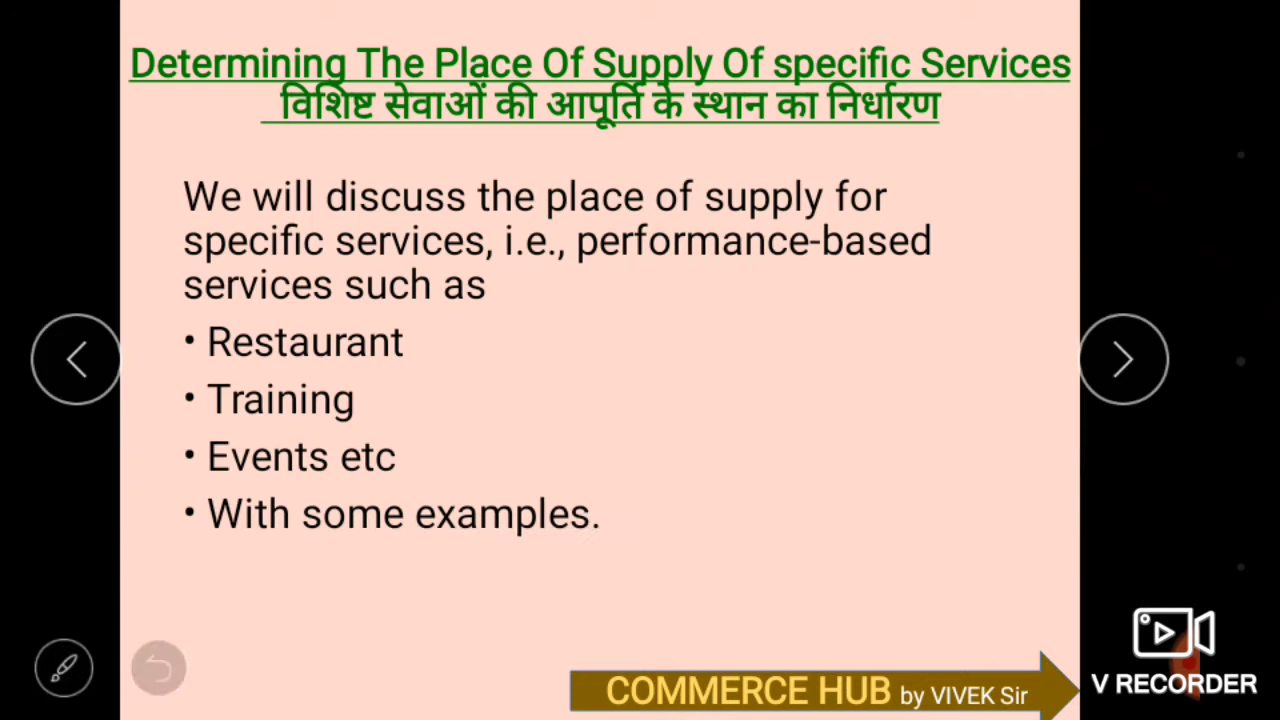 Determining The Place Of Supply Of specific Services
विशिष्ट सेवाओं की आपूर्ति के स्थान का निर्धारण
We will discuss the place of supply for
specific services, i.e., performance-based
services such as
• Restaurant
• Training
• Events etc
• With some examples.
COMMERCE HUB by VIVEK Sir
V RECORDER